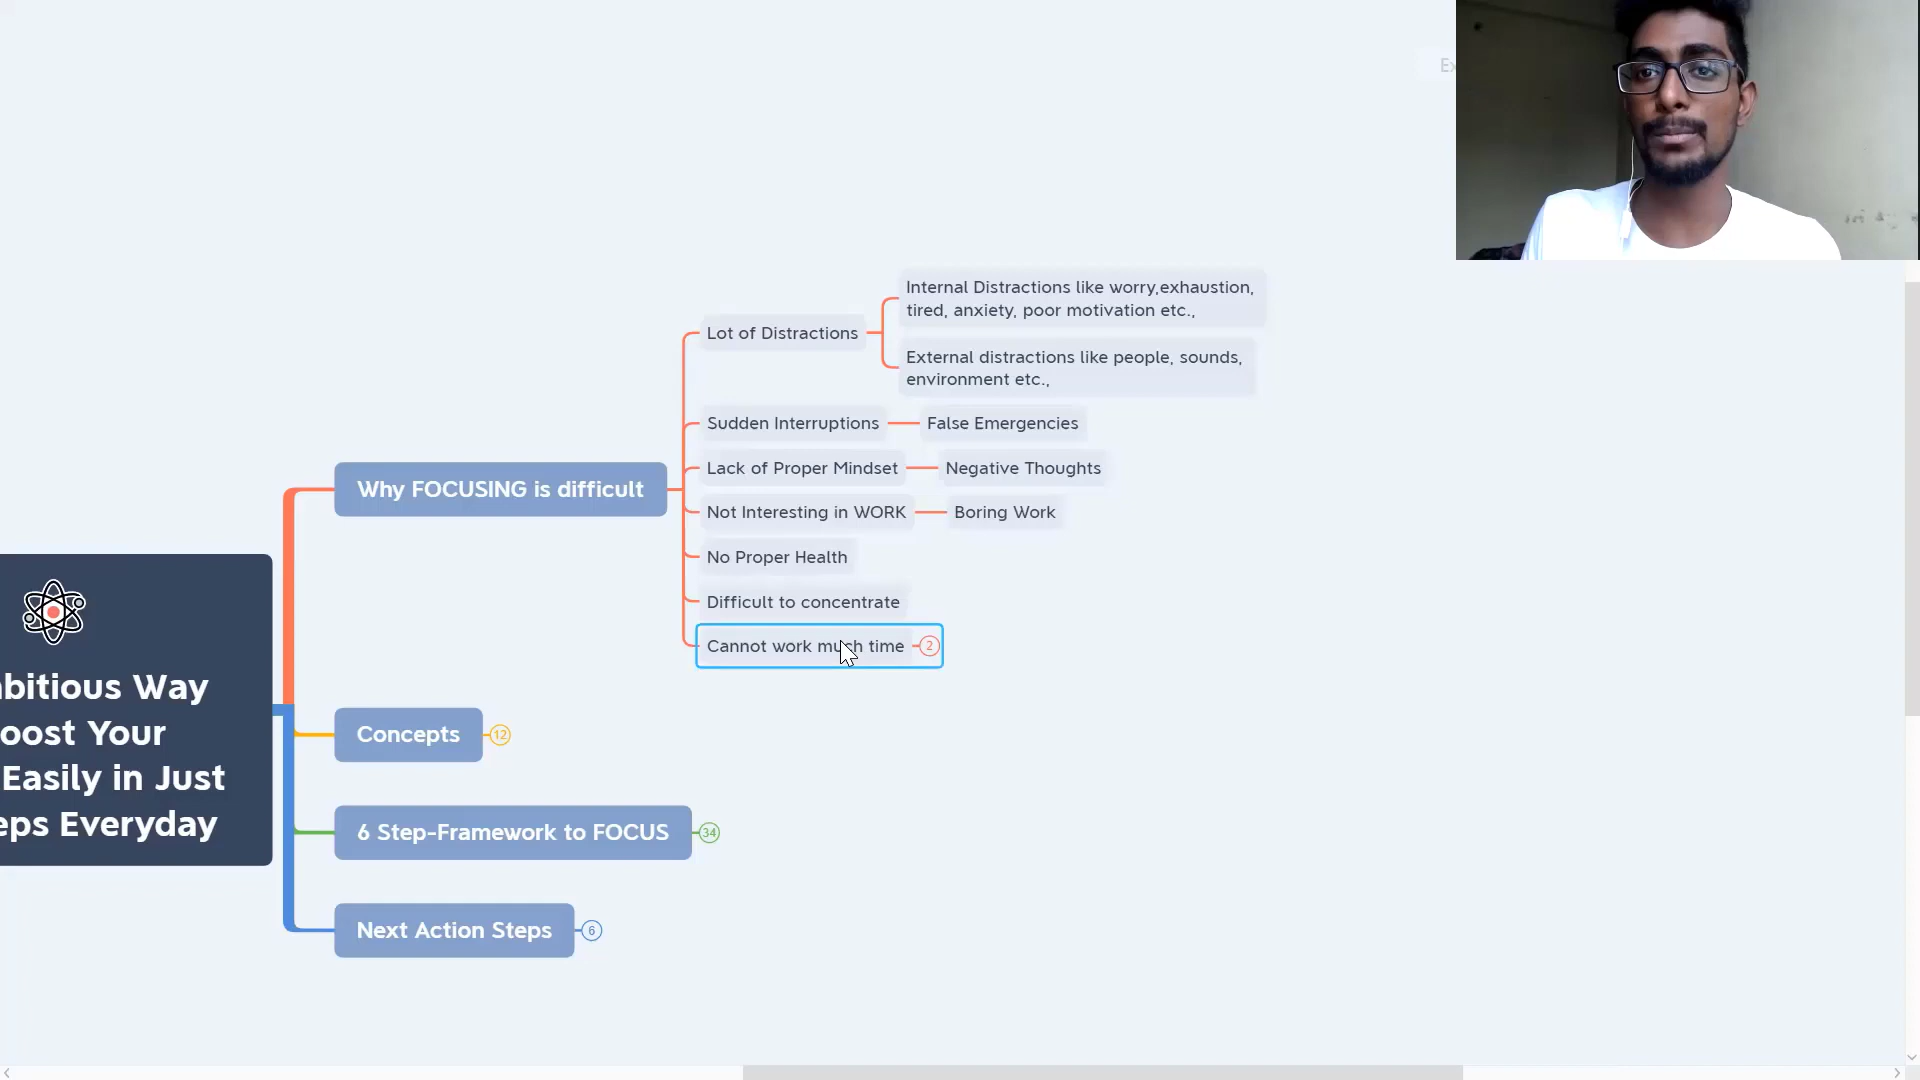 Ex
Internal Distractions like worry,exhaustion,
tired, anxiety, poor motivation etc.,
Lot of Distractions
External distractions like people, sounds,
environment etc.,
Sudden Interruptions
False Emergencies
Lack of Proper Mindset
Negative Thoughts
Why FOCUSING is difficult
Not Interesting in WORK
Boring Work
No Proper Health
Difficult to concentrate
Cannot work much time
2
bitious Way
oost Your
Easily in Just
eps Everyday
Concepts
12
6 Step-Framework to FOCUS
34
Next Action Steps
6